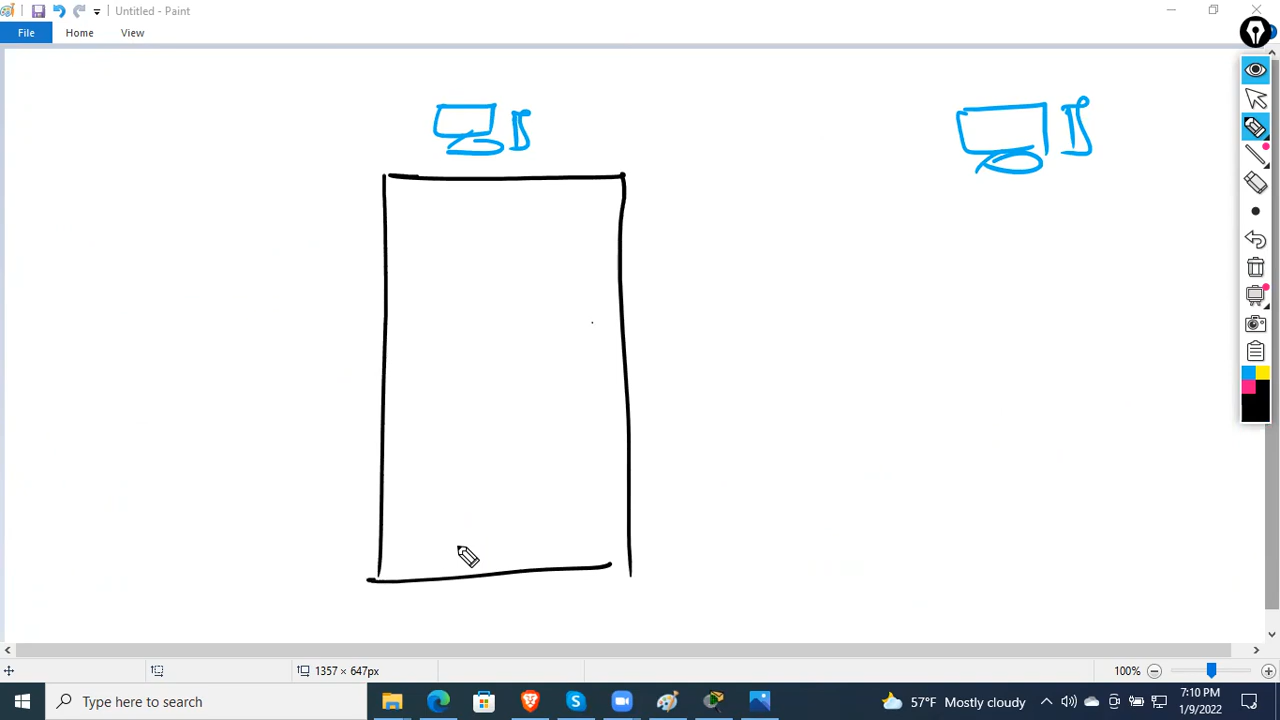 Untitled - Paint
File Home View
1357 × 647px
100%
Type here to search
57°F Mostly cloudy
7:10 PM
1/9/2022